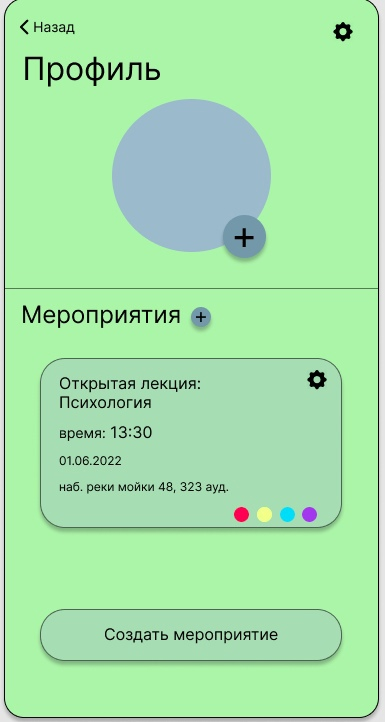 Назад
Профиль
Мероприятия
Открытая лекция:
Психология
время: 13:30
01.06.2022
наб. реки мойки 48, 323 ауд.
Создать мероприятие